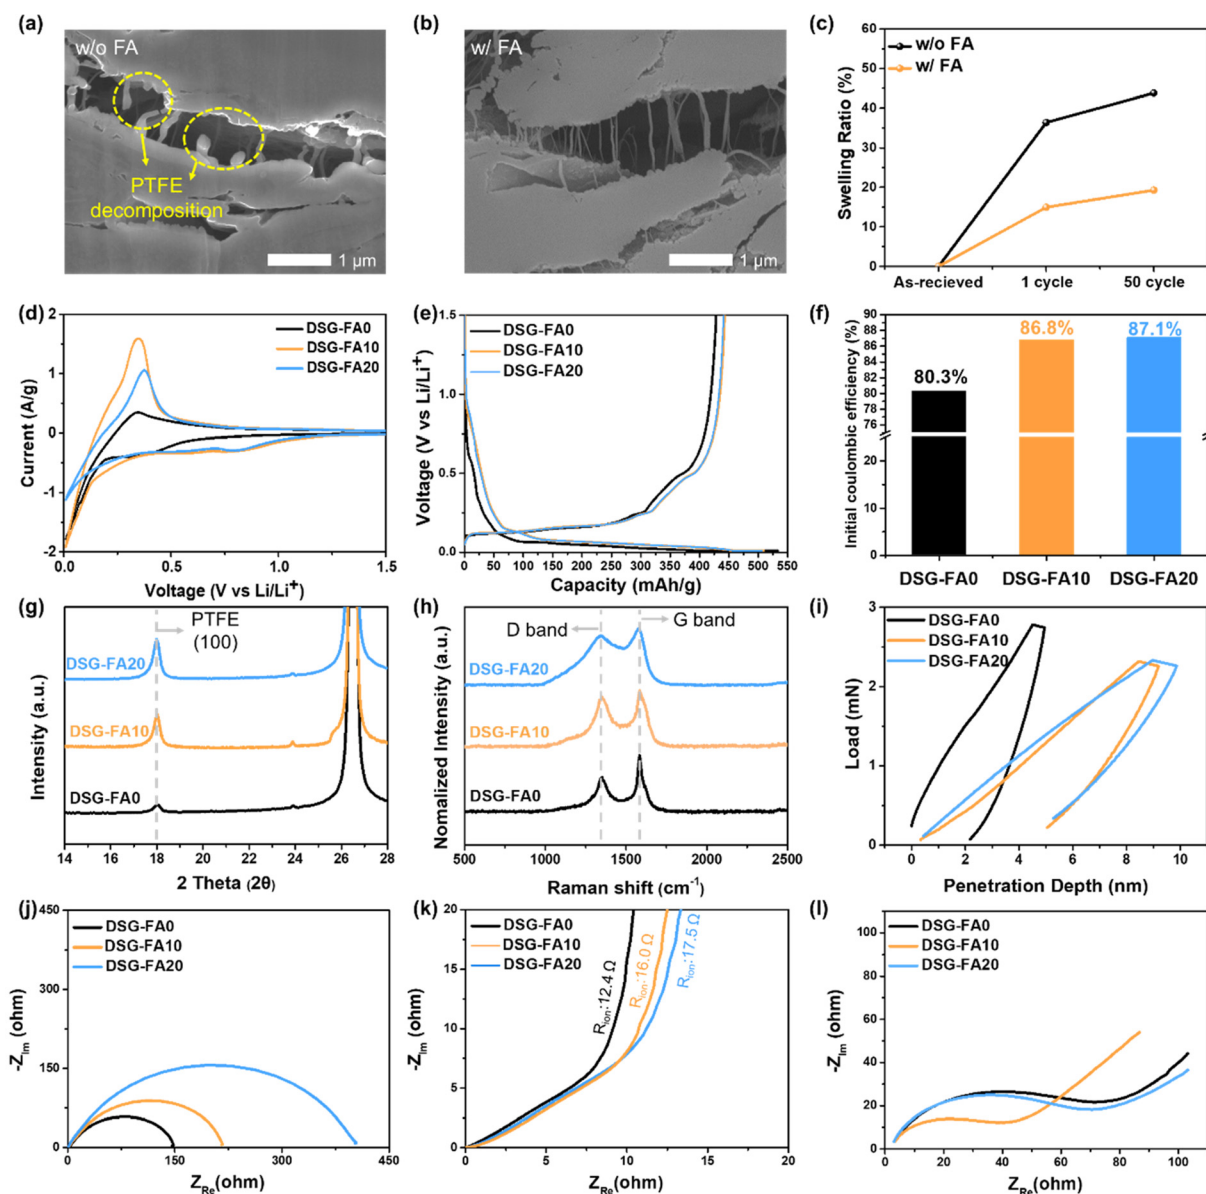 (a)
w/o FA
PTFE
decomposition
1 μm
(b)
w/ FA
1 μm
(c)
60
50
40
30
20
10
0
Swelling Ratio (%)
w/o FA
w/ FA
As-recieved
1 cycle
50 cycle
(d)
2
1
0
-1
-2
Current (A/g)
DSG-FA0
DSG-FA10
DSG-FA20
0.0
0.5
1.0
1.5
Voltage (V vs Li/Li⁺)
(e)
1.5
1.0
0.5
0.0
Voltage (V vs Li/Li⁺)
DSG-FA0
DSG-FA10
DSG-FA20
0 50 100 150 200 250 300 350 400 450 500 550
Capacity (mAh/g)
(f)
90
88
86
84
82
80
78
76
20
10
0
Initial coulombic efficiency (%)
80.3%
86.8%
87.1%
DSG-FA0
DSG-FA10
DSG-FA20
(g)
Intensity (a.u.)
PTFE
(100)
DSG-FA20
DSG-FA10
DSG-FA0
14 16 18 20 22 24 26 28
2 Theta (2θ)
(h)
Nomalized Intensity (a.u.)
D band
G band
DSG-FA20
DSG-FA10
DSG-FA0
500 1000 1500 2000 2500
Raman shift (cm⁻¹)
(i)
3
2
1
0
Load (mN)
DSG-FA0
DSG-FA10
DSG-FA20
0 2 4 6 8 10
Penetration Depth (nm)
(j)
450
300
150
0
-Z_Im (ohm)
DSG-FA0
DSG-FA10
DSG-FA20
0 150 300 450
Z_Re(ohm)
(k)
20
15
10
5
0
-Z_Im (ohm)
DSG-FA0
DSG-FA10
DSG-FA20
R_ion:12.4 Ω
R_ion:16.0 Ω
R_ion:17.5 Ω
0 5 10 15 20
Z_Re(ohm)
(l)
100
80
60
40
20
0
-Z_Im (ohm)
DSG-FA0
DSG-FA10
DSG-FA20
0 20 40 60 80 100
Z_Re(ohm)